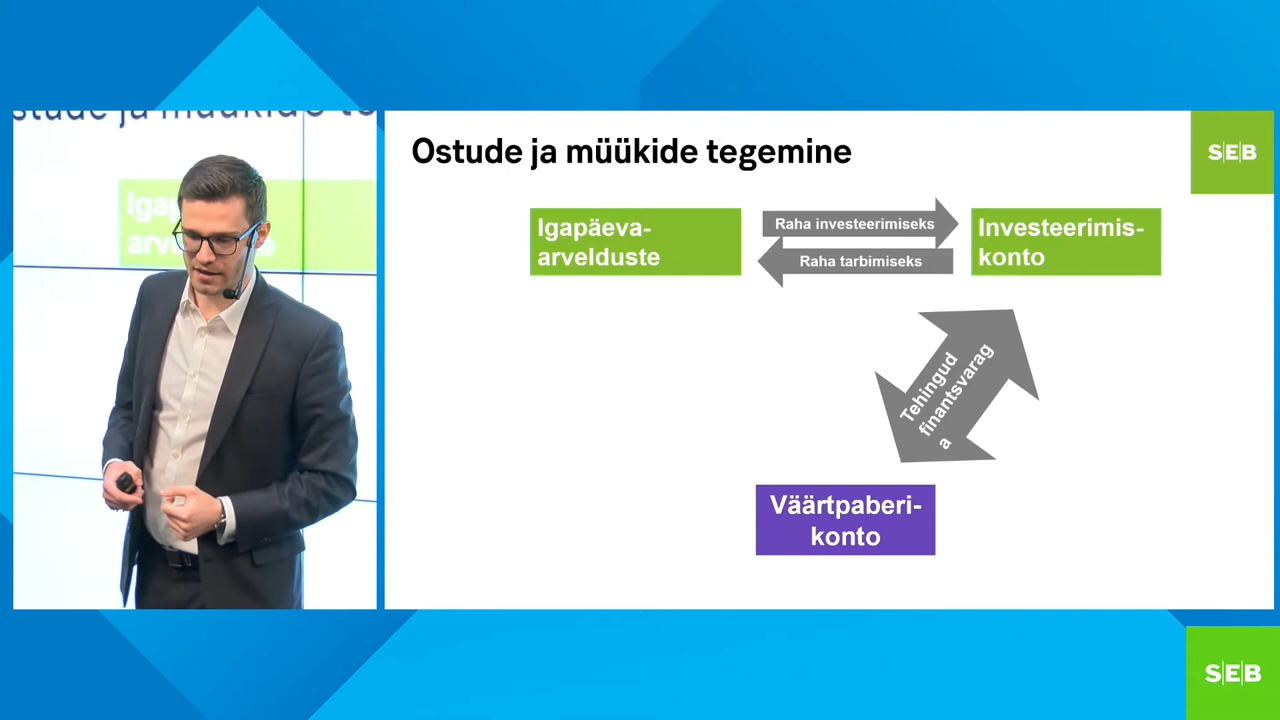 Ostude ja müükide tegemine
SEB
Igapäeva-
arvelduste
Raha investeerimiseks
Raha tarbimiseks
Investeerimis-
konto
Tehingud
finantsvarag
a
Väärtpaberi-
konto
SEB